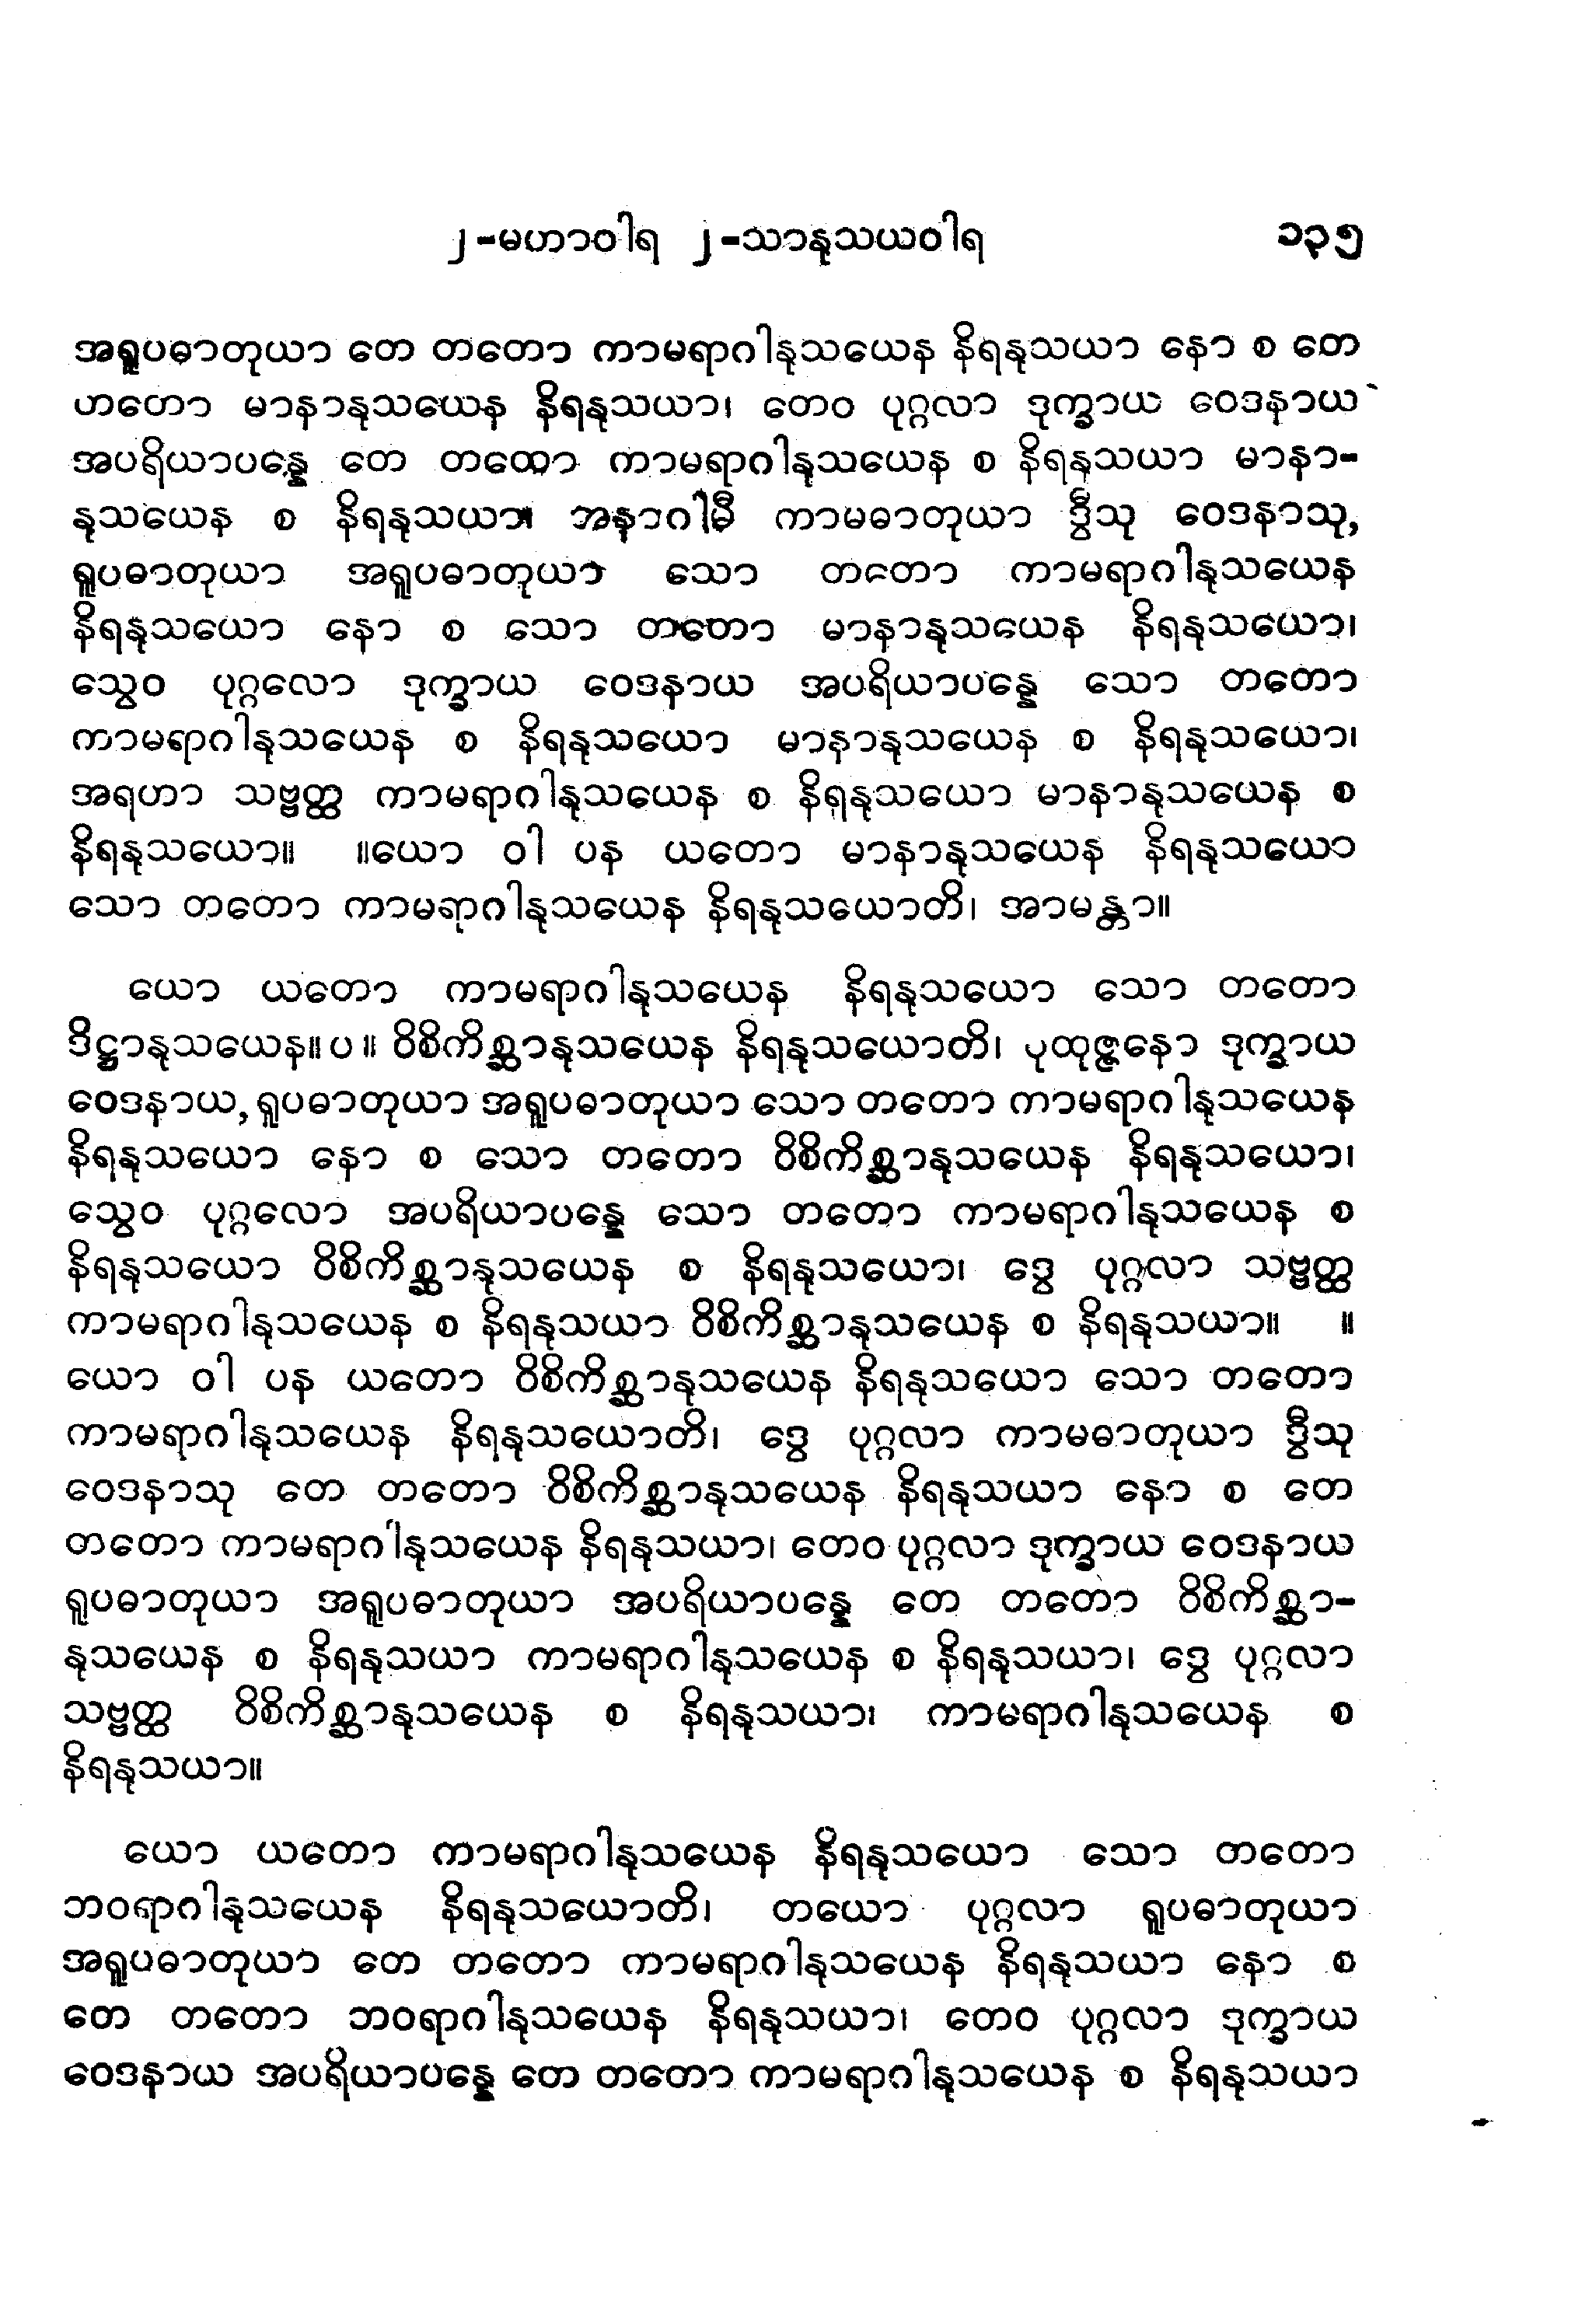 ၂-မဟာဝါရ ၂-သာနုသယဝါရ ၁၃၅
အရူပဓာတုယာ တေ တတော ကာမရာဂါနုသယေန နိရနုသယာ နော စ တေ
ဟတော မာနာနုသယေန နိရနုသယာ၊ တေဝ ပုဂ္ဂလာ ဒုက္ခာယ ဝေဒနာယ
အပရိယာပန္နေ တေ တတော ကာမရာဂါနုသယေန စ နိရနုသယာ မာနာ-
နုသယေန စ နိရနုသယာ။ အနာဂါမီ ကာမဓာတုယာ ဒွီသု ဝေဒနာသု,
ရူပဓာတုယာ အရူပဓာတုယာ သော တတော ကာမရာဂါနုသယေန
နိရနုသယော နော စ သော တတော မာနာနုသယေန နိရနုသယော၊
သွေဝ ပုဂ္ဂလော ဒုက္ခာယ ဝေဒနာယ အပရိယာပန္နေ သော တတော
ကာမရာဂါနုသယေန စ နိရနုသယော မာနာနုသယေန စ နိရနုသယော၊
အရဟာ သဗ္ဗတ္ထ ကာမရာဂါနုသယေန စ နိရနုသယော မာနာနုသယေန စ
နိရနုသယော။ ။ယော ဝါ ပန ယတော မာနာနုသယေန နိရနုသယော
သော တတော ကာမရာဂါနုသယေန နိရနုသယောတိ၊ အာမန္တာ။
ယော ယတော ကာမရာဂါနုသယေန နိရနုသယော သော တတော
ဒိဋ္ဌာနုသယေန။ပ။ ဝိစိကိစ္ဆာနုသယေန နိရနုသယောတိ၊ ပုထုဇ္ဇနော ဒုက္ခာယ
ဝေဒနာယ, ရူပဓာတုယာ အရူပဓာတုယာ သော တတော ကာမရာဂါနုသယေန
နိရနုသယော နော စ သော တတော ဝိစိကိစ္ဆာနုသယေန နိရနုသယော၊
သွေဝ ပုဂ္ဂလော အပရိယာပန္နေ သော တတော ကာမရာဂါနုသယေန စ
နိရနုသယော ဝိစိကိစ္ဆာနုသယေန စ နိရနုသယော၊ ဒွေ ပုဂ္ဂလာ သဗ္ဗတ္ထ
ကာမရာဂါနုသယေန စ နိရနုသယာ ဝိစိကိစ္ဆာနုသယေန စ နိရနုသယာ။ ။
ယော ဝါ ပန ယတော ဝိစိကိစ္ဆာနုသယေန နိရနုသယော သော တတော
ကာမရာဂါနုသယေန နိရနုသယောတိ၊ ဒွေ ပုဂ္ဂလာ ကာမဓာတုယာ ဒွီသု
ဝေဒနာသု တေ တတော ဝိစိကိစ္ဆာနုသယေန နိရနုသယာ နော စ တေ
တတော ကာမရာဂါနုသယေန နိရနုသယာ၊ တေဝ ပုဂ္ဂလာ ဒုက္ခာယ ဝေဒနာယ
ရူပဓာတုယာ အရူပဓာတုယာ အပရိယာပန္နေ တေ တတော ဝိစိကိစ္ဆာ-
နုသယေန စ နိရနုသယာ ကာမရာဂါနုသယေန စ နိရနုသယာ၊ ဒွေ ပုဂ္ဂလာ
သဗ္ဗတ္ထ ဝိစိကိစ္ဆာနုသယေန စ နိရနုသယာ၊ ကာမရာဂါနုသယေန စ
နိရနုသယာ။
ယော ယတော ကာမရာဂါနုသယေန နိရနုသယော သော တတော
ဘဝရာဂါနုသယေန နိရနုသယောတိ၊ တယော ပုဂ္ဂလာ ရူပဓာတုယာ
အရူပဓာတုယာ တေ တတော ကာမရာဂါနုသယေန နိရနုသယာ နော စ
တေ တတော ဘဝရာဂါနုသယေန နိရနုသယာ၊ တေဝ ပုဂ္ဂလာ ဒုက္ခာယ
ဝေဒနာယ အပရိယာပန္နေ တေ တတော ကာမရာဂါနုသယေန စ နိရနုသယာ